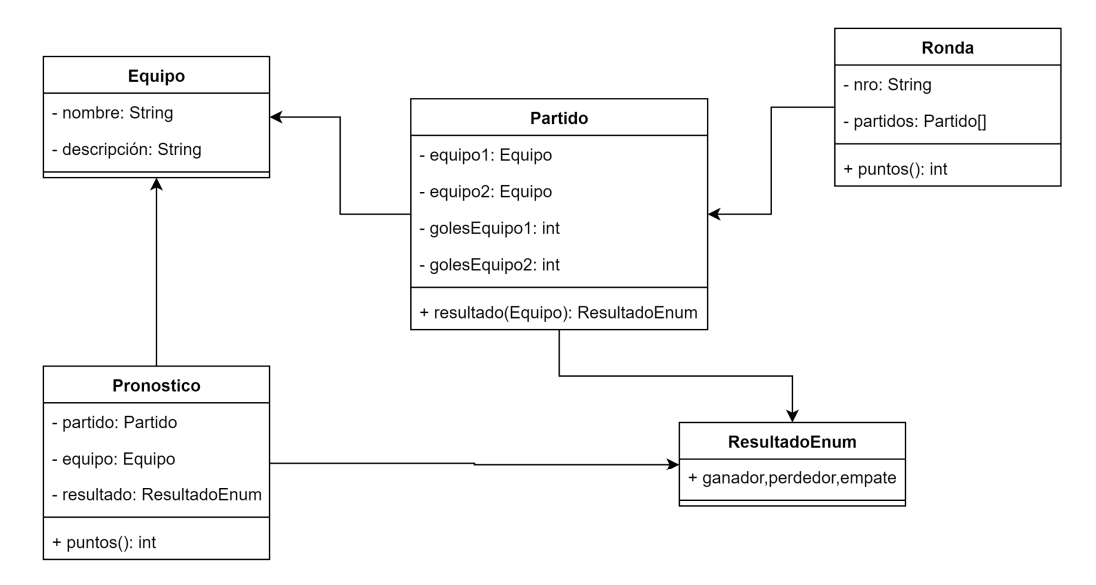 Equipo
- nombre: String
- descripción: String
Partido
- equipo1: Equipo
- equipo2: Equipo
- golesEquipo1: int
- golesEquipo2: int
+ resultado(Equipo): ResultadoEnum
Ronda
- nro: String
- partidos: Partido[]
+ puntos(): int
Pronostico
- partido: Partido
- equipo: Equipo
- resultado: ResultadoEnum
+ puntos(): int
ResultadoEnum
+ ganador,perdedor,empate